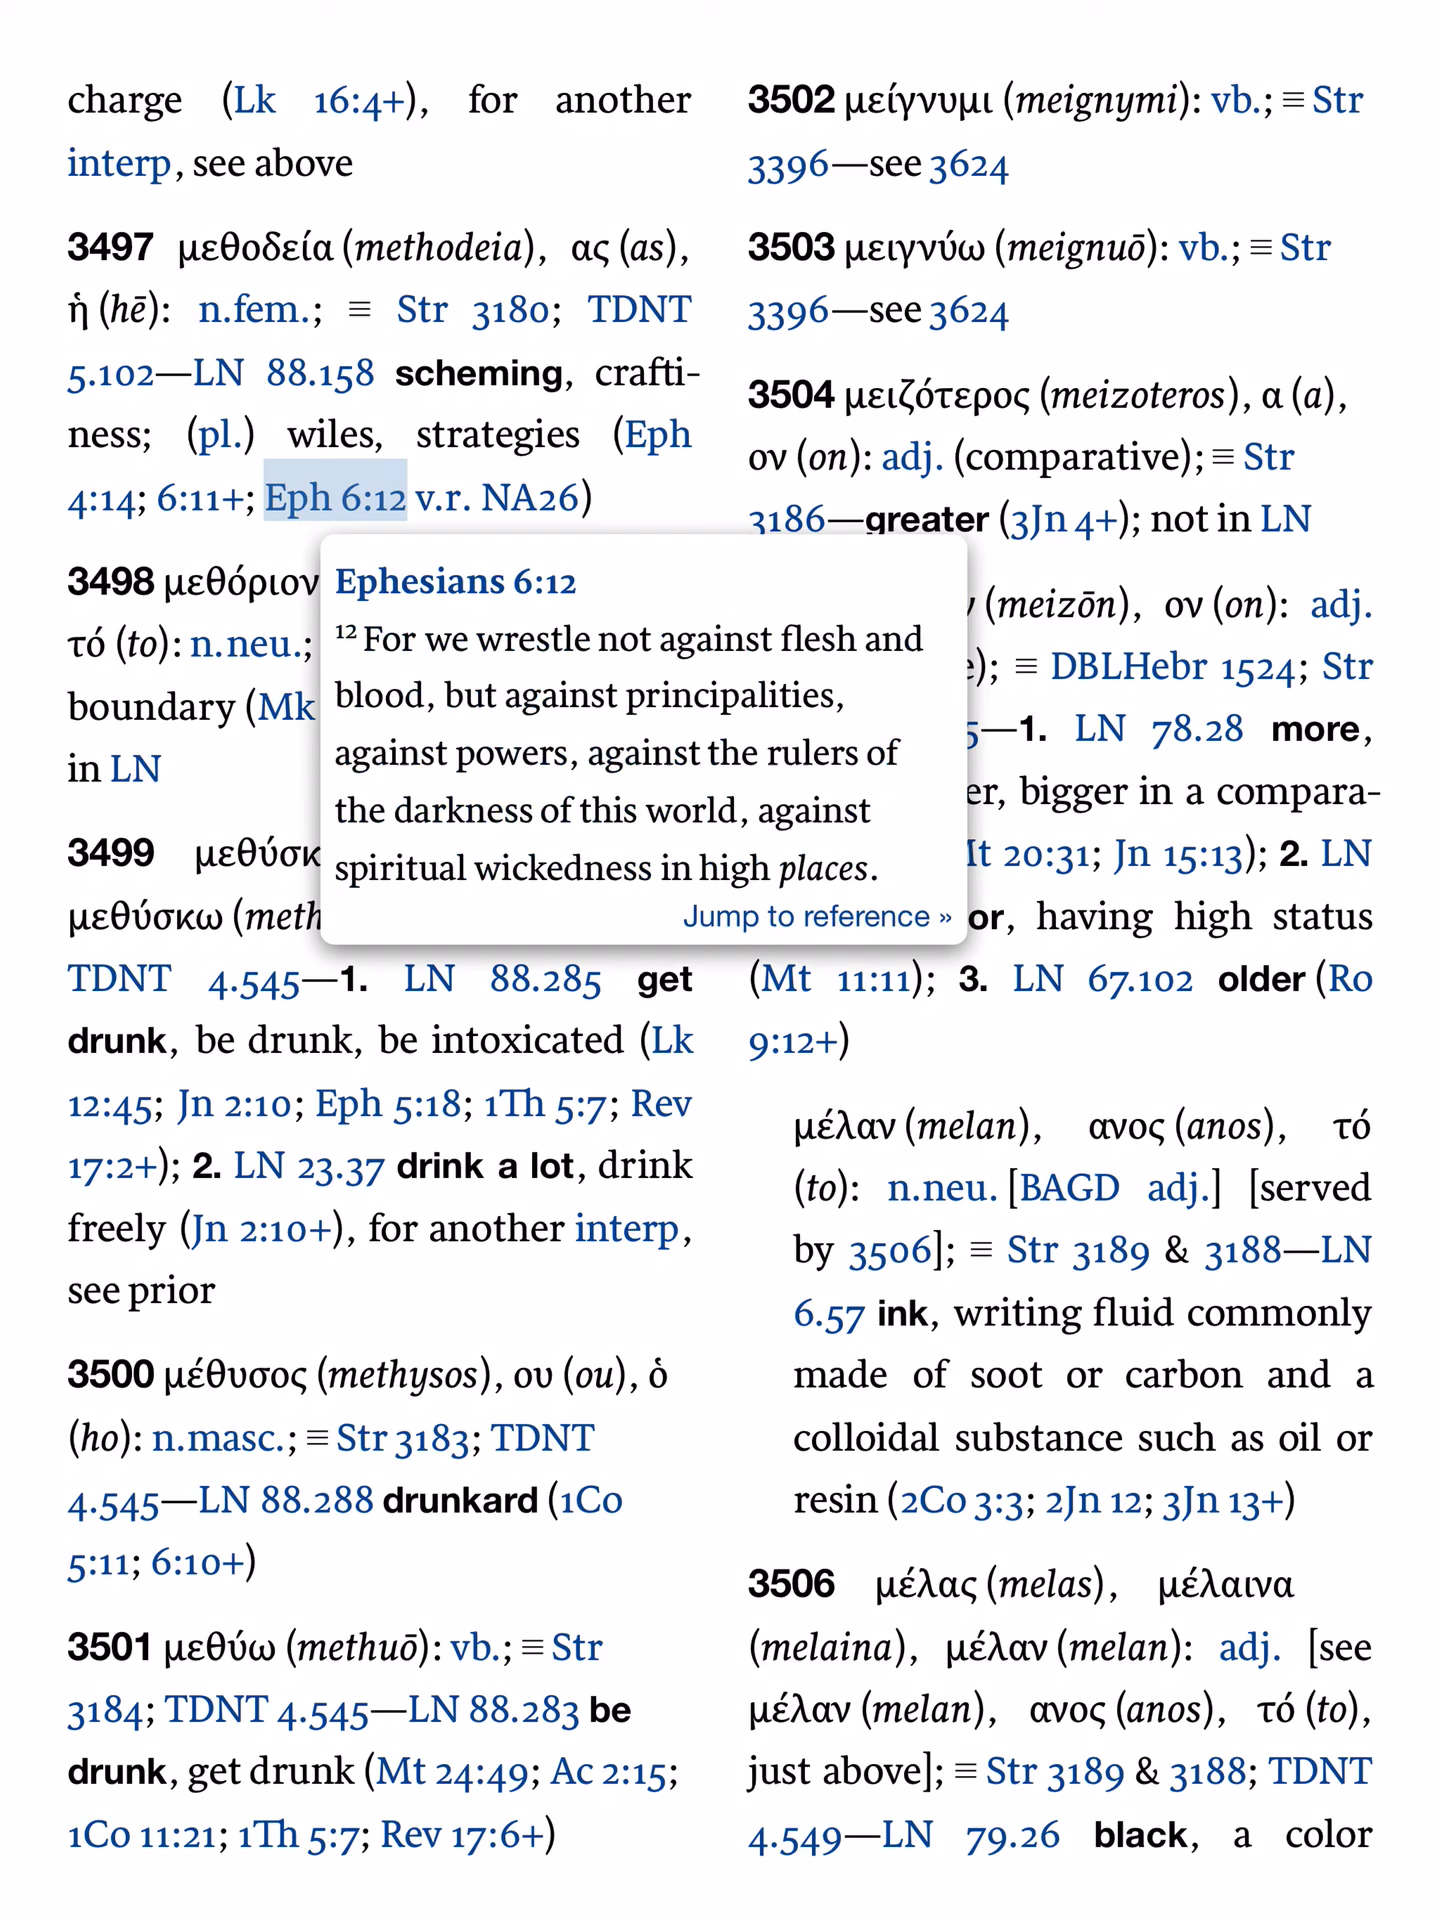 charge (Lk 16:4+), for another
interp, see above
3497 μεθοδεία (methodeia), ας (as),
ἡ (hē): n.fem.; ≡ Str 3180; TDNT
5.102—LN 88.158 scheming, crafti-
ness; (pl.) wiles, strategies (Eph
4:14; 6:11+; Eph 6:12 v.r. NA26)
3498 μεθόριον
τό (to): n.neu.;
boundary (Mk
in LN
3499 μεθύσκ
μεθύσκω (meth
TDNT 4.545—1. LN 88.285 get
drunk, be drunk, be intoxicated (Lk
12:45; Jn 2:10; Eph 5:18; 1Th 5:7; Rev
17:2+); 2. LN 23.37 drink a lot, drink
freely (Jn 2:10+), for another interp,
see prior
3500 μέθυσος (methysos), ου (ou), ὁ
(ho): n.masc.; ≡ Str 3183; TDNT
4.545—LN 88.288 drunkard (1Co
5:11; 6:10+)
3501 μεθύω (methuō): vb.; ≡ Str
3184; TDNT 4.545—LN 88.283 be
drunk, get drunk (Mt 24:49; Ac 2:15;
1Co 11:21; 1Th 5:7; Rev 17:6+)
Ephesians 6:12
12 For we wrestle not against flesh and
blood, but against principalities,
against powers, against the rulers of
the darkness of this world, against
spiritual wickedness in high places.
Jump to reference »
3502 μείγνυμι (meignymi): vb.; ≡ Str
3396—see 3624
3503 μειγνύω (meignuō): vb.; ≡ Str
3396—see 3624
3504 μειζότερος (meizoteros), α (a),
ον (on): adj. (comparative); ≡ Str
3186—greater (3Jn 4+); not in LN
(meizōn), ον (on): adj.
e); ≡ DBLHebr 1524; Str
5—1. LN 78.28 more,
er, bigger in a compara-
Mt 20:31; Jn 15:13); 2. LN
or, having high status
(Mt 11:11); 3. LN 67.102 older (Ro
9:12+)
μέλαν (melan), ανος (anos), τό
(to): n.neu. [BAGD adj.] [served
by 3506]; ≡ Str 3189 & 3188—LN
6.57 ink, writing fluid commonly
made of soot or carbon and a
colloidal substance such as oil or
resin (2Co 3:3; 2Jn 12; 3Jn 13+)
3506 μέλας (melas), μέλαινα
(melaina), μέλαν (melan): adj. [see
μέλαν (melan), ανος (anos), τό (to),
just above]; ≡ Str 3189 & 3188; TDNT
4.549—LN 79.26 black, a color